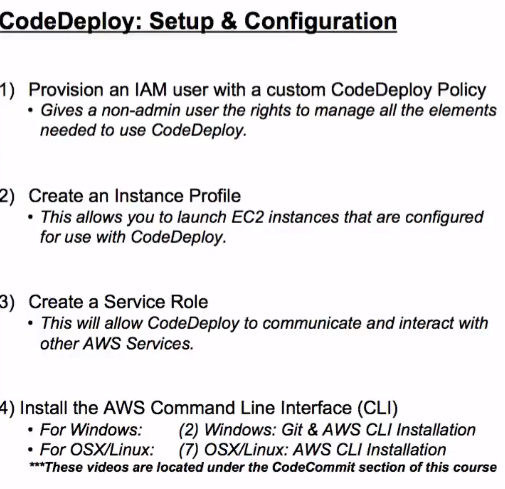 CodeDeploy: Setup & Configuration
1) Provision an IAM user with a custom CodeDeploy Policy
• Gives a non-admin user the rights to manage all the elements
needed to use CodeDeploy.
2) Create an Instance Profile
• This allows you to launch EC2 instances that are configured
for use with CodeDeploy.
3) Create a Service Role
• This will allow CodeDeploy to communicate and interact with
other AWS Services.
4) Install the AWS Command Line Interface (CLI)
• For Windows: (2) Windows: Git & AWS CLI Installation
• For OSX/Linux: (7) OSX/Linux: AWS CLI Installation
***These videos are located under the CodeCommit section of this course